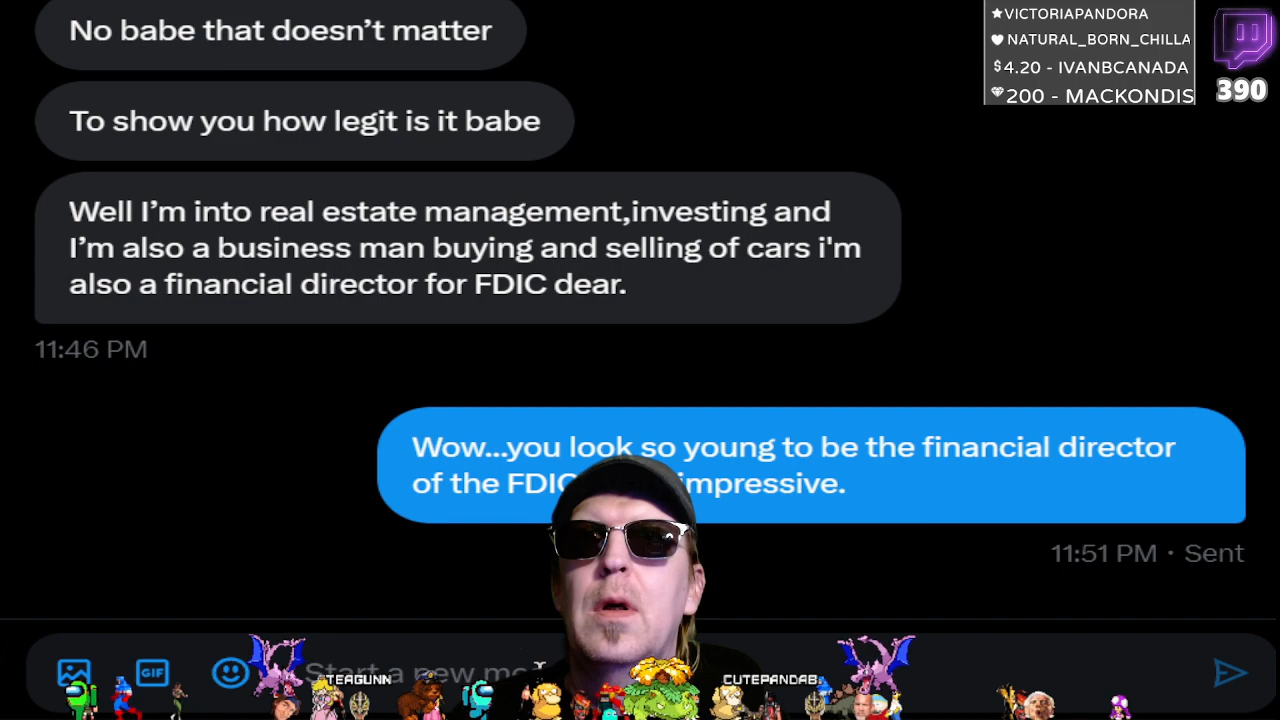 No babe that doesn’t matter
★VICTORIAPANDORA
NATURAL_BORN_CHILLA
$4.20 - IVANBCANADA
200 - MACKONDIS
390
To show you how legit is it babe
Well I’m into real estate management,investing and
I’m also a business man buying and selling of cars i'm
also a financial director for FDIC dear.
11:46 PM
Wow...you look so young to be the financial director
of the FDIC impressive.
11:51 PM · Sent
GIF
Start a new
TEAGUNN
CUTEPANDAB